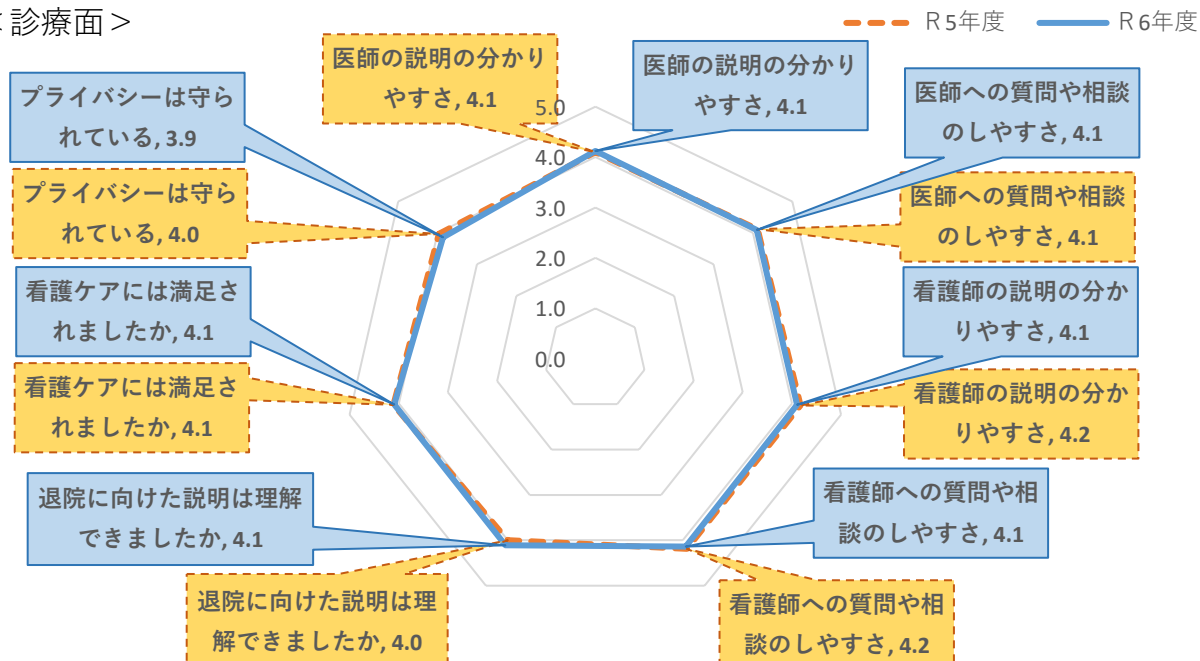 ＜診療面＞
R5年度
R6年度
医師の説明の分かり
やすさ, 4.1
医師の説明の分かり
やすさ, 4.1
医師への質問や相談
のしやすさ, 4.1
医師への質問や相談
のしやすさ, 4.1
看護師の説明の分か
りやすさ, 4.1
看護師の説明の分か
りやすさ, 4.2
看護師への質問や相
談のしやすさ, 4.1
看護師への質問や相
談のしやすさ, 4.2
退院に向けた説明は理解
できましたか, 4.1
退院に向けた説明は理
解できましたか, 4.0
看護ケアには満足さ
れましたか, 4.1
看護ケアには満足さ
れましたか, 4.1
プライバシーは守ら
れている, 3.9
プライバシーは守ら
れている, 4.0
5.0
4.0
3.0
2.0
1.0
0.0